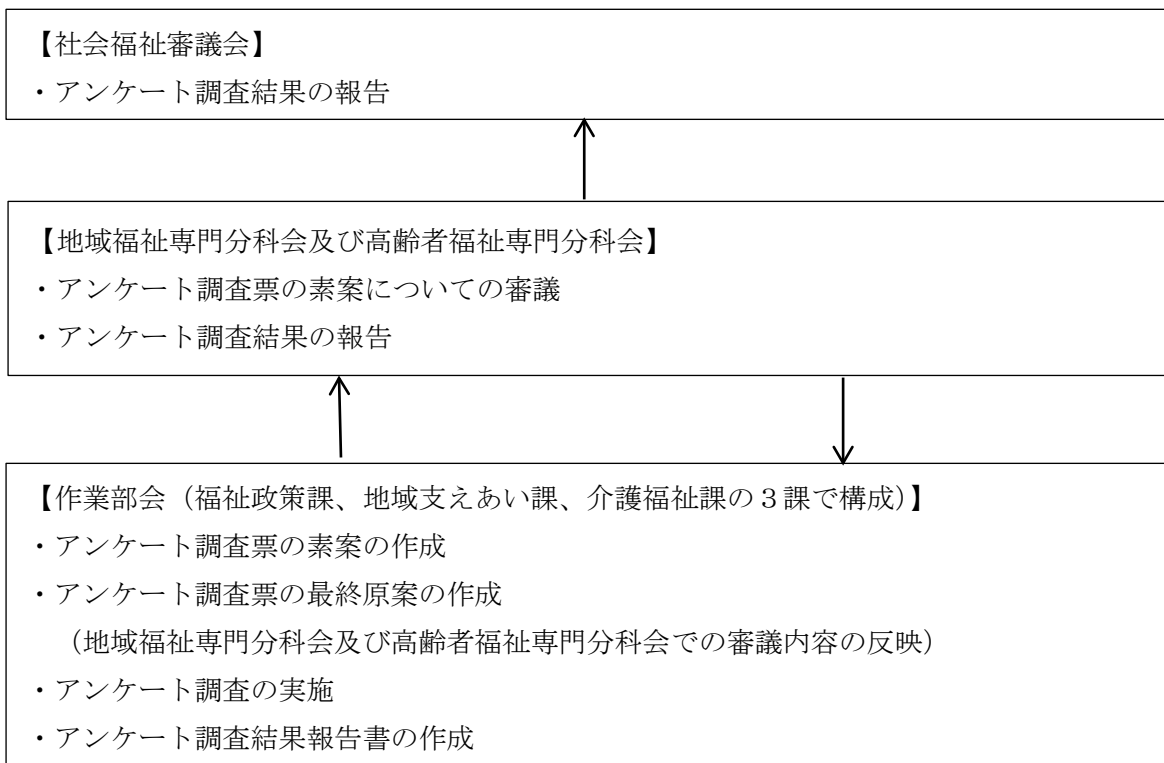 【社会福祉審議会】
・アンケート調査結果の報告
【地域福祉専門分科会及び高齢者福祉専門分科会】
・アンケート調査票の素案についての審議
・アンケート調査結果の報告
【作業部会（福祉政策課、地域支えあい課、介護福祉課の３課で構成）】
・アンケート調査票の素案の作成
・アンケート調査票の最終原案の作成
（地域福祉専門分科会及び高齢者福祉専門分科会での審議内容の反映）
・アンケート調査の実施
・アンケート調査結果報告書の作成